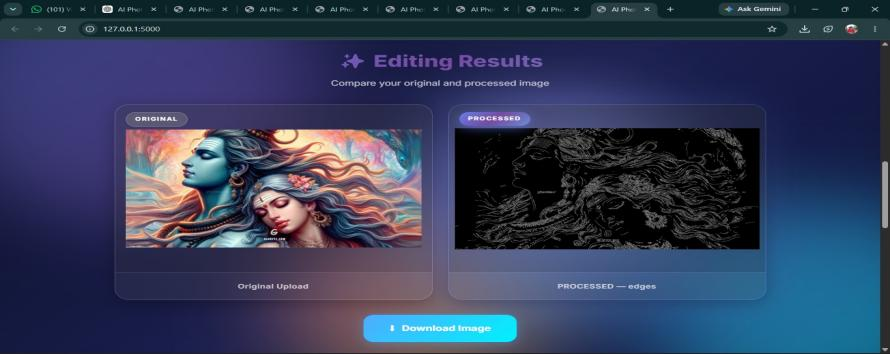 (101) W
AI Pho
AI Pho
AI Pho
AI Pho
AI Pho
AI Pho
AI Pho
AI Pho
Ask Gemini
127.0.0.1:5000
Editing Results
Compare your original and processed image
ORIGINAL
PROCESSED
Original Upload
PROCESSED — edges
Download Image